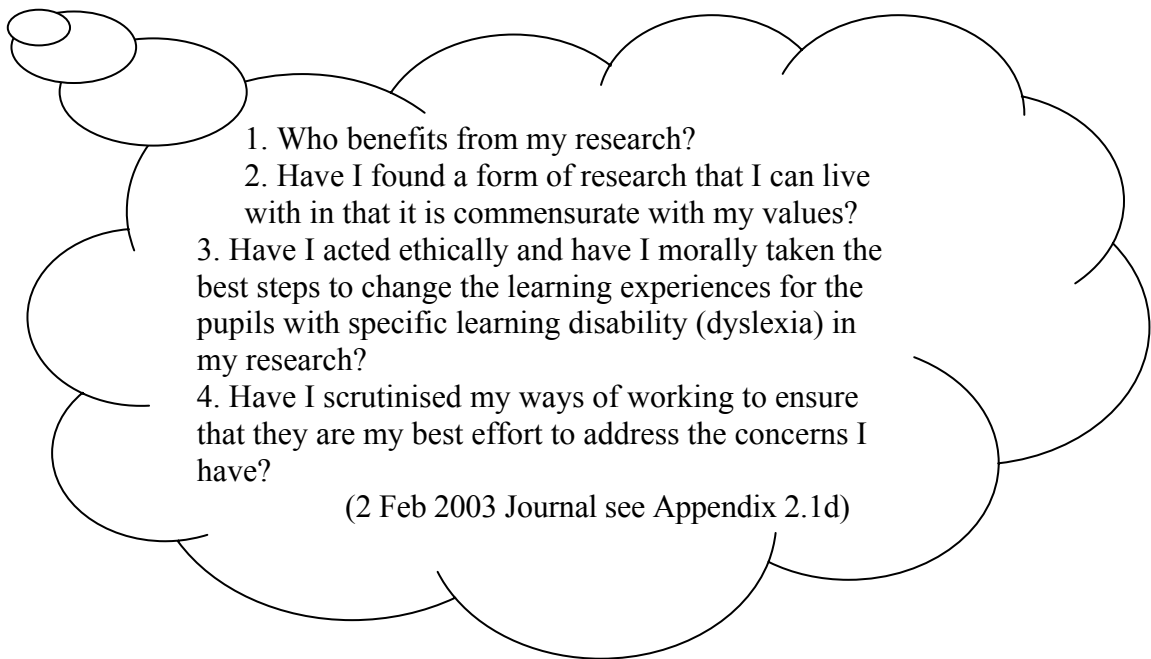 1. Who benefits from my research?
2. Have I found a form of research that I can live
with in that it is commensurate with my values?
3. Have I acted ethically and have I morally taken the
best steps to change the learning experiences for the
pupils with specific learning disability (dyslexia) in
my research?
4. Have I scrutinised my ways of working to ensure
that they are my best effort to address the concerns I
have?
(2 Feb 2003 Journal see Appendix 2.1d)